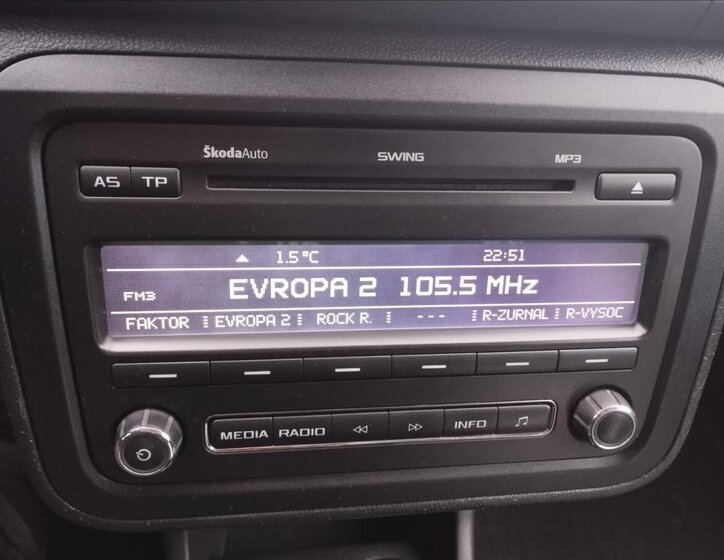 ŠkodaAuto SWING MP3
AS TP
1.5 °C 22:51
FM3 EVROPA 2 105.5 MHz
FAKTOR EVROPA 2 ROCK R. --- R-ZURNAL R-VYSOC
MEDIA RADIO INFO